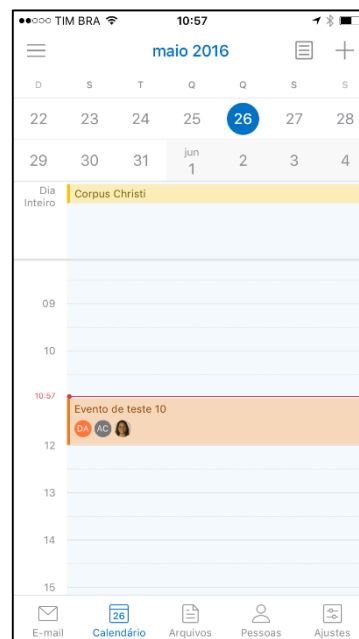 TIM BRA 10:57
maio 2016
D S T Q Q S S
22 23 24 25 26 27 28
jun
29 30 31 1 2 3 4
Dia
Inteiro
Corpus Christi
09
10
10:57
Evento de teste 10
DA AC
12
13
14
15
26
E-mail Calendário Arquivos Pessoas Ajustes